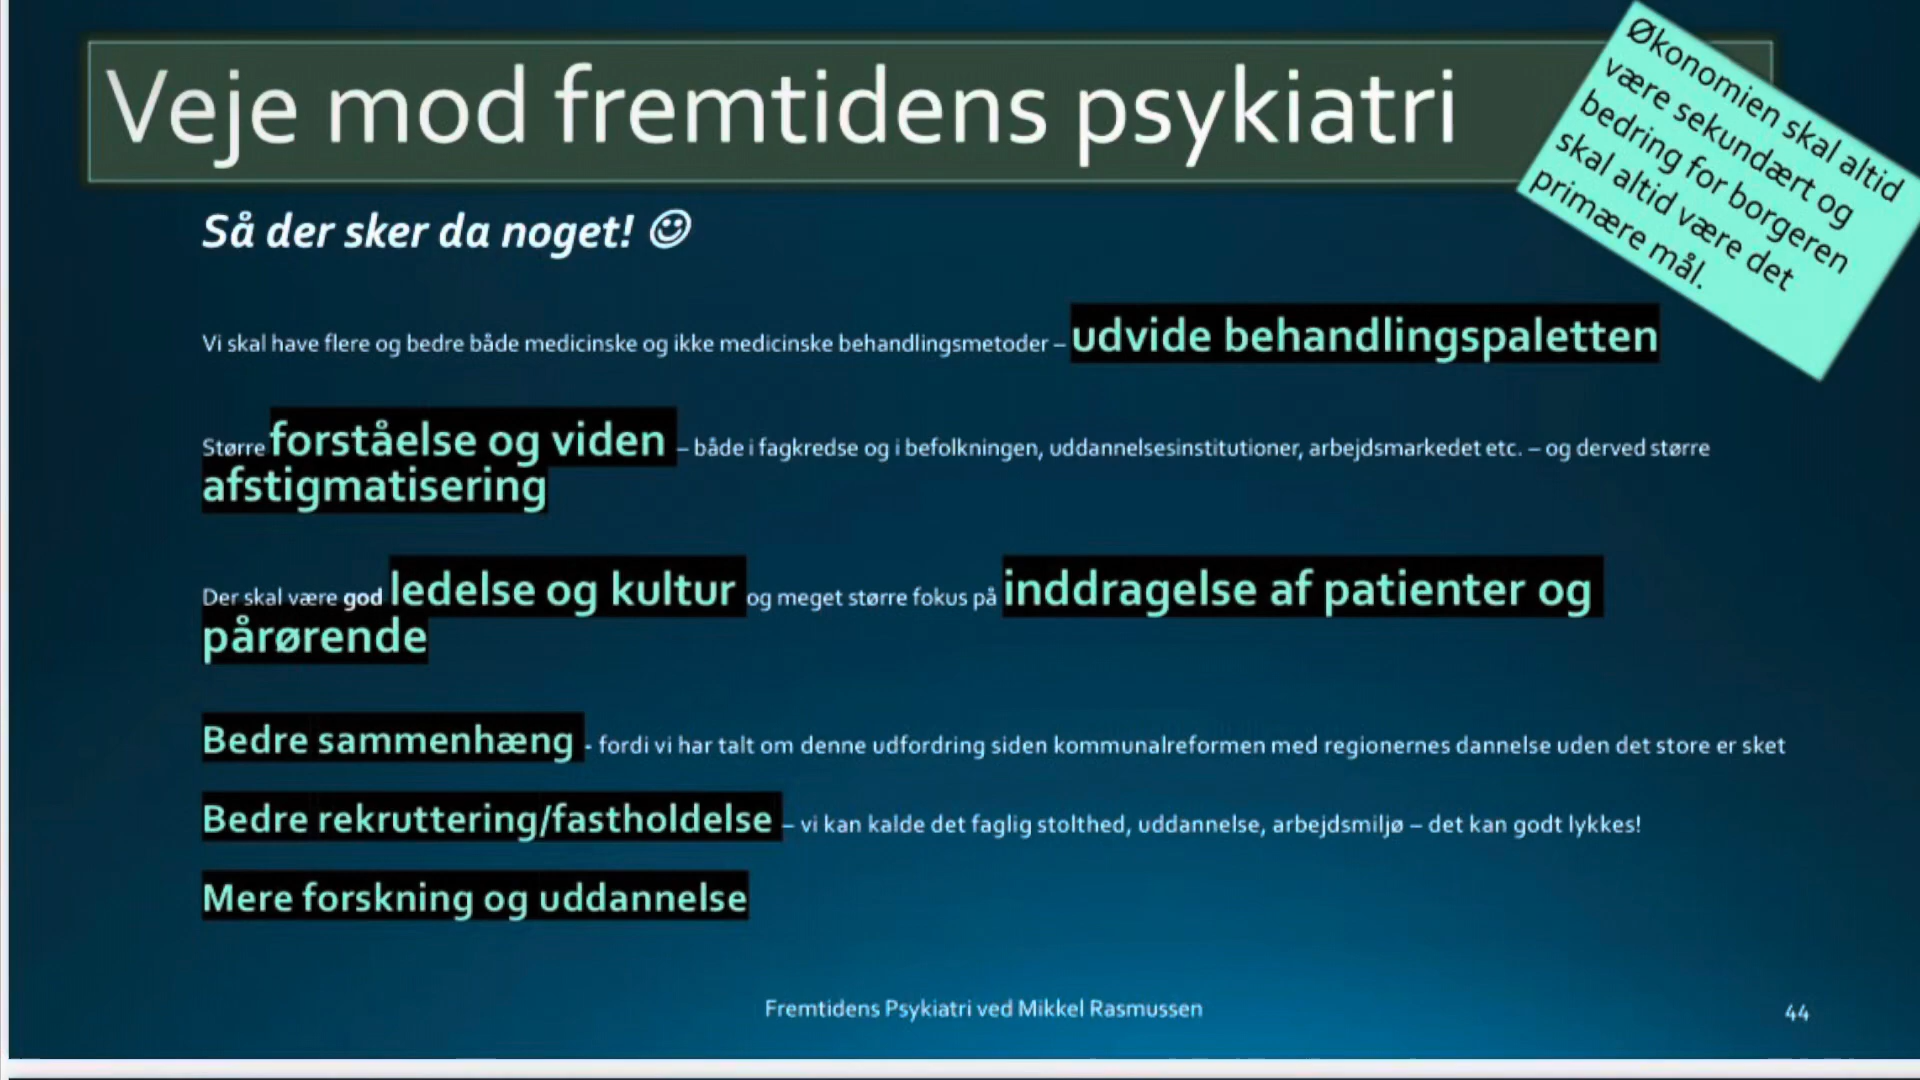 Veje mod fremtidens psykiatri
Økonomien skal altid
være sekundært og
bedring for borgeren
skal altid være det
primære mål.
Så der sker da noget! ☺
Vi skal have flere og bedre både medicinske og ikke medicinske behandlingsmetoder – udvide behandlingspaletten
Større forståelse og viden – både i fagkredse og i befolkningen, uddannelsesinstitutioner, arbejdsmarkedet etc. – og derved større
afstigmatisering
Der skal være god ledelse og kultur og meget større fokus på inddragelse af patienter og
pårørende
Bedre sammenhæng - fordi vi har talt om denne udfordring siden kommunalreformen med regionernes dannelse uden det store er sket
Bedre rekruttering/fastholdelse – vi kan kalde det faglig stolthed, uddannelse, arbejdsmiljø – det kan godt lykkes!
Mere forskning og uddannelse
Fremtidens Psykiatri ved Mikkel Rasmussen
44